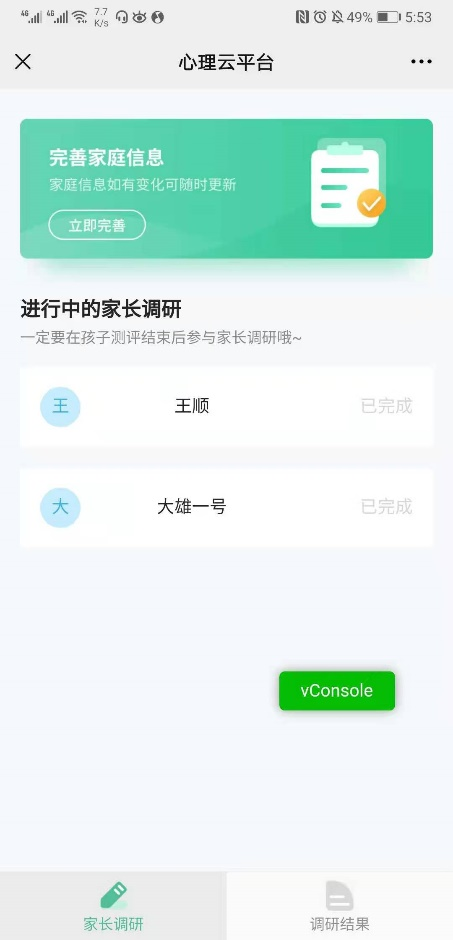 4G 4G 7.7 K/s 49% 5:53
心理云平台
完善家庭信息
家庭信息如有变化可随时更新
立即完善
进行中的家长调研
一定要在孩子测评结束后参与家长调研哦~
王 王顺 已完成
大 大雄一号 已完成
vConsole
家长调研 调研结果